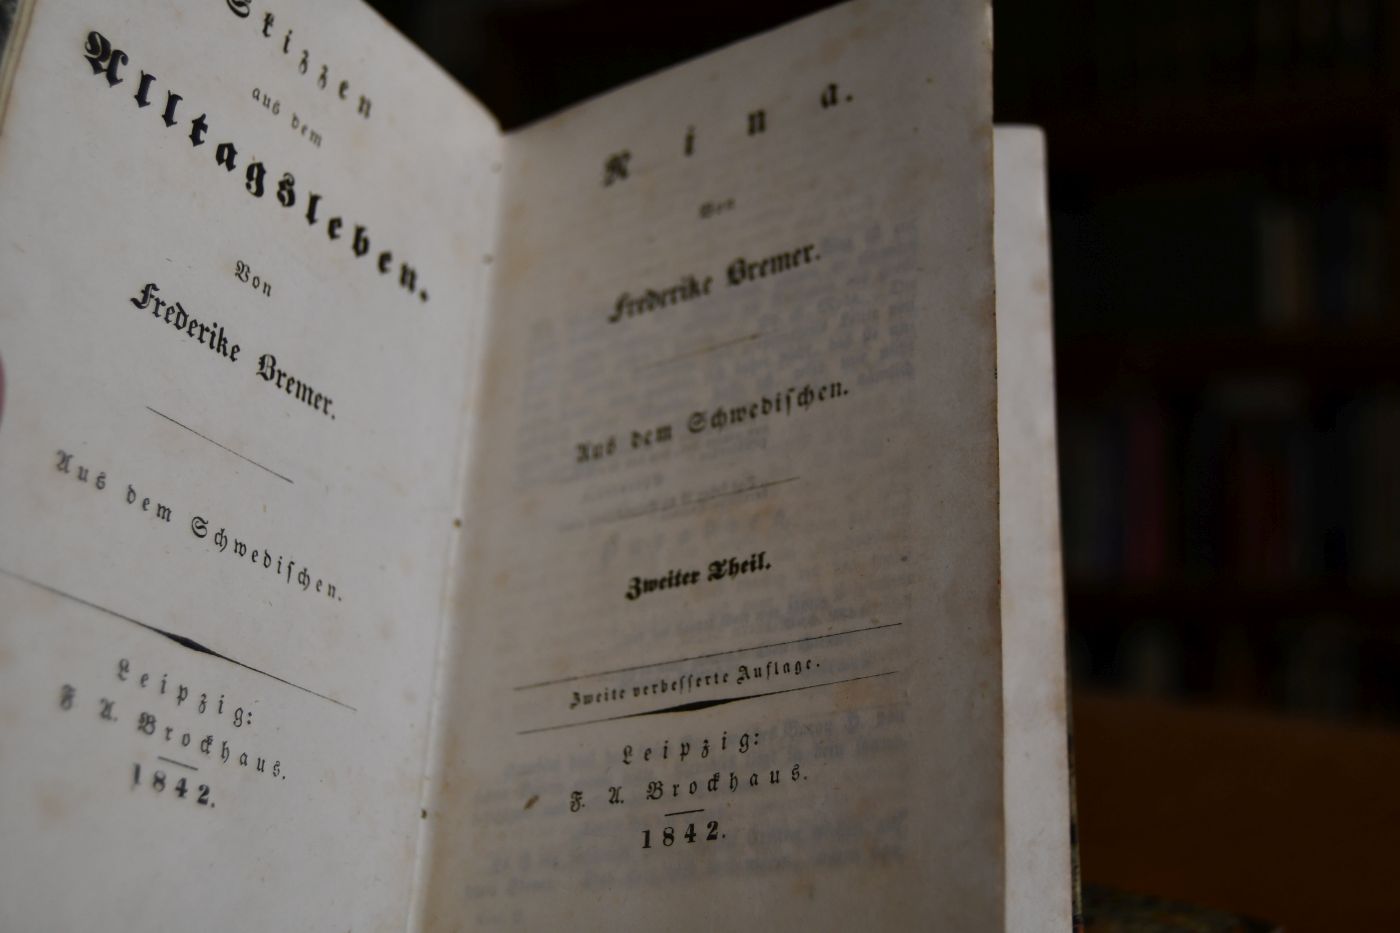 Skizzen
aus dem
Alltagsleben.
Von
Frederike Bremer.
Aus dem Schwedischen.
Leipzig:
F. A. Brockhaus.
1842.
Nina.
Von
Frederike Bremer.
Aus dem Schwedischen.
Zweiter Theil.
Zweite verbesserte Auflage.
Leipzig:
F. A. Brockhaus.
1842.